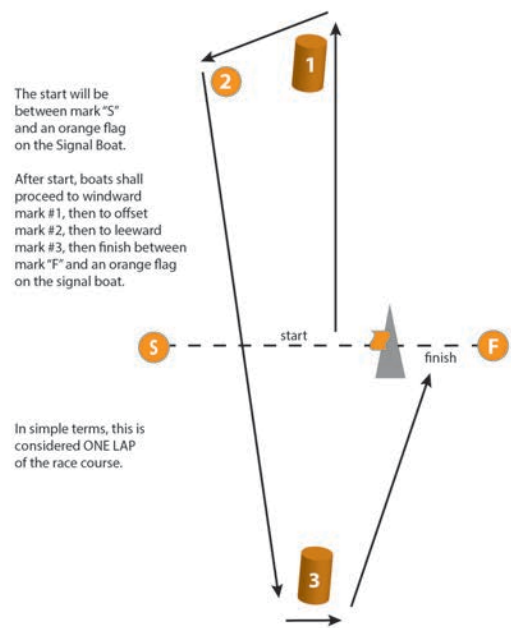 1
2
The start will be
between mark "S"
and an orange flag
on the Signal Boat.
After start, boats shall
proceed to windward
mark #1, then to offset
mark #2, then to leeward
mark #3, then finish between
mark "F" and an orange flag
on the signal boat.
S
start
F
finish
In simple terms, this is
considered ONE LAP
of the race course.
3